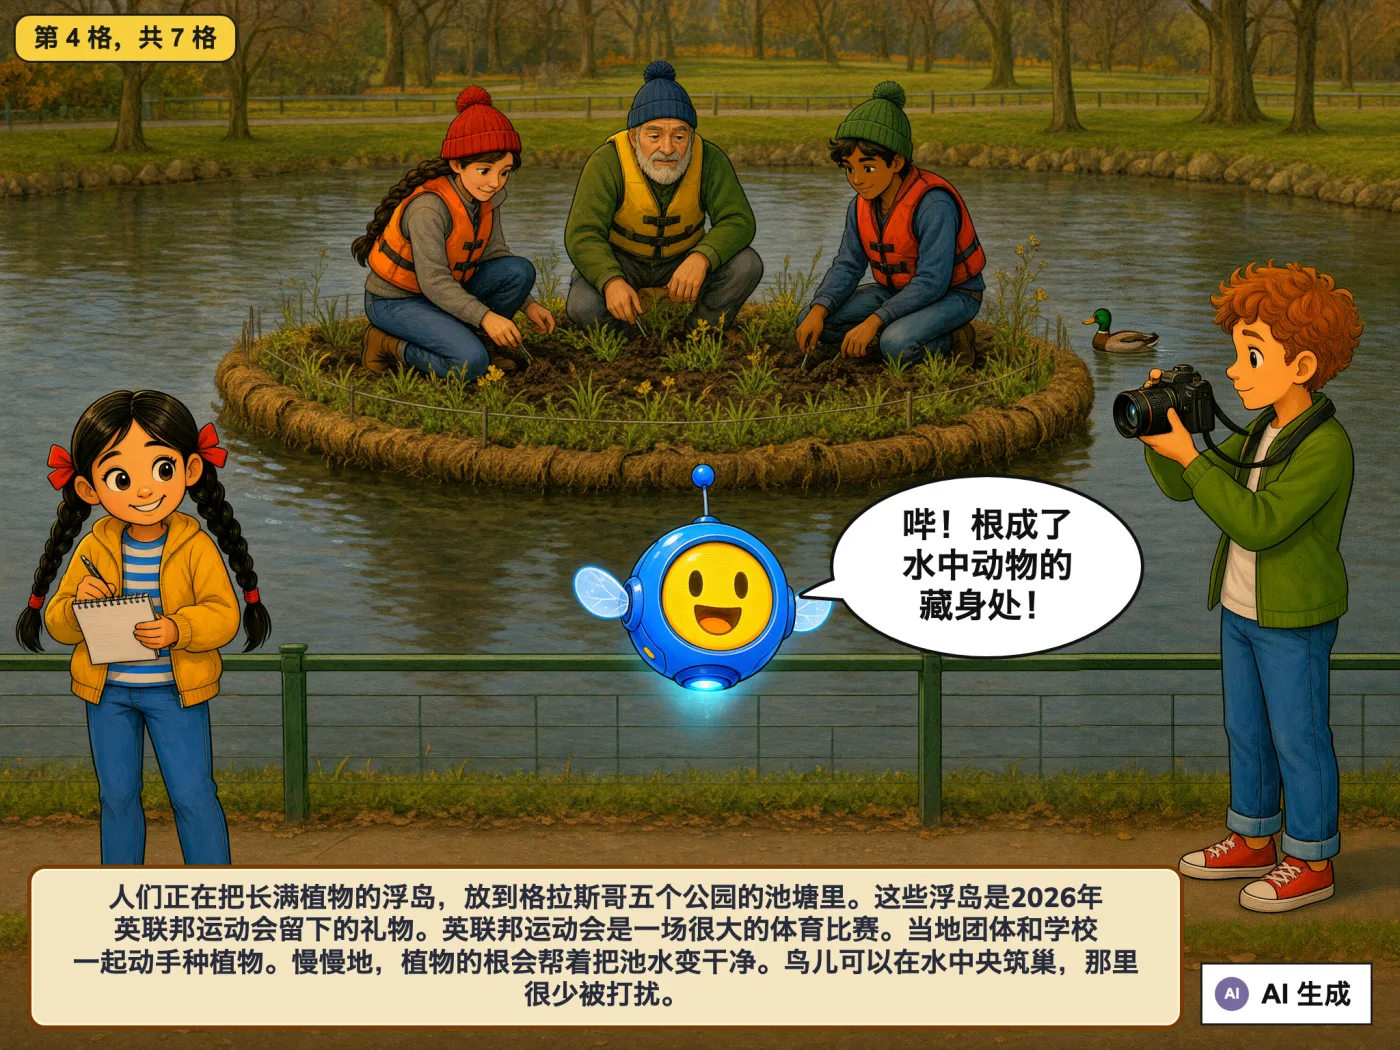 第 4 格，共 7 格
哔！根成了
水中动物的
藏身处！
人们正在把长满植物的浮岛，放到格拉斯哥五个公园的池塘里。这些浮岛是2026年
英联邦运动会留下的礼物。英联邦运动会是一场很大的体育比赛。当地团体和学校
一起动手种植物。慢慢地，植物的根会帮着把池水变干净。鸟儿可以在水中央筑巢，那里
很少被打扰。
AI AI 生成